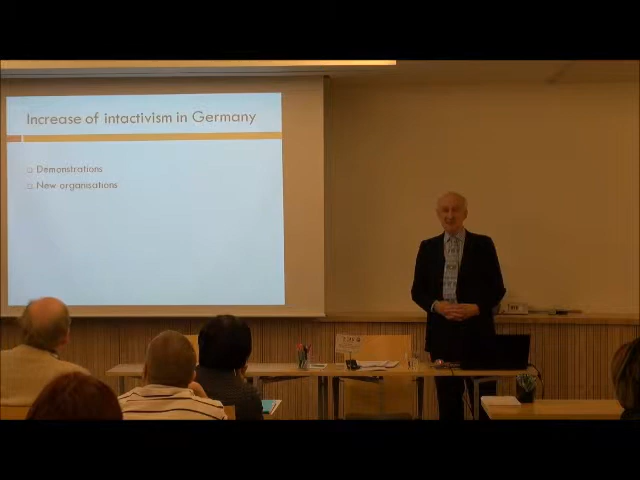 Increase of intactivism in Germany
Demonstrations
New organisations